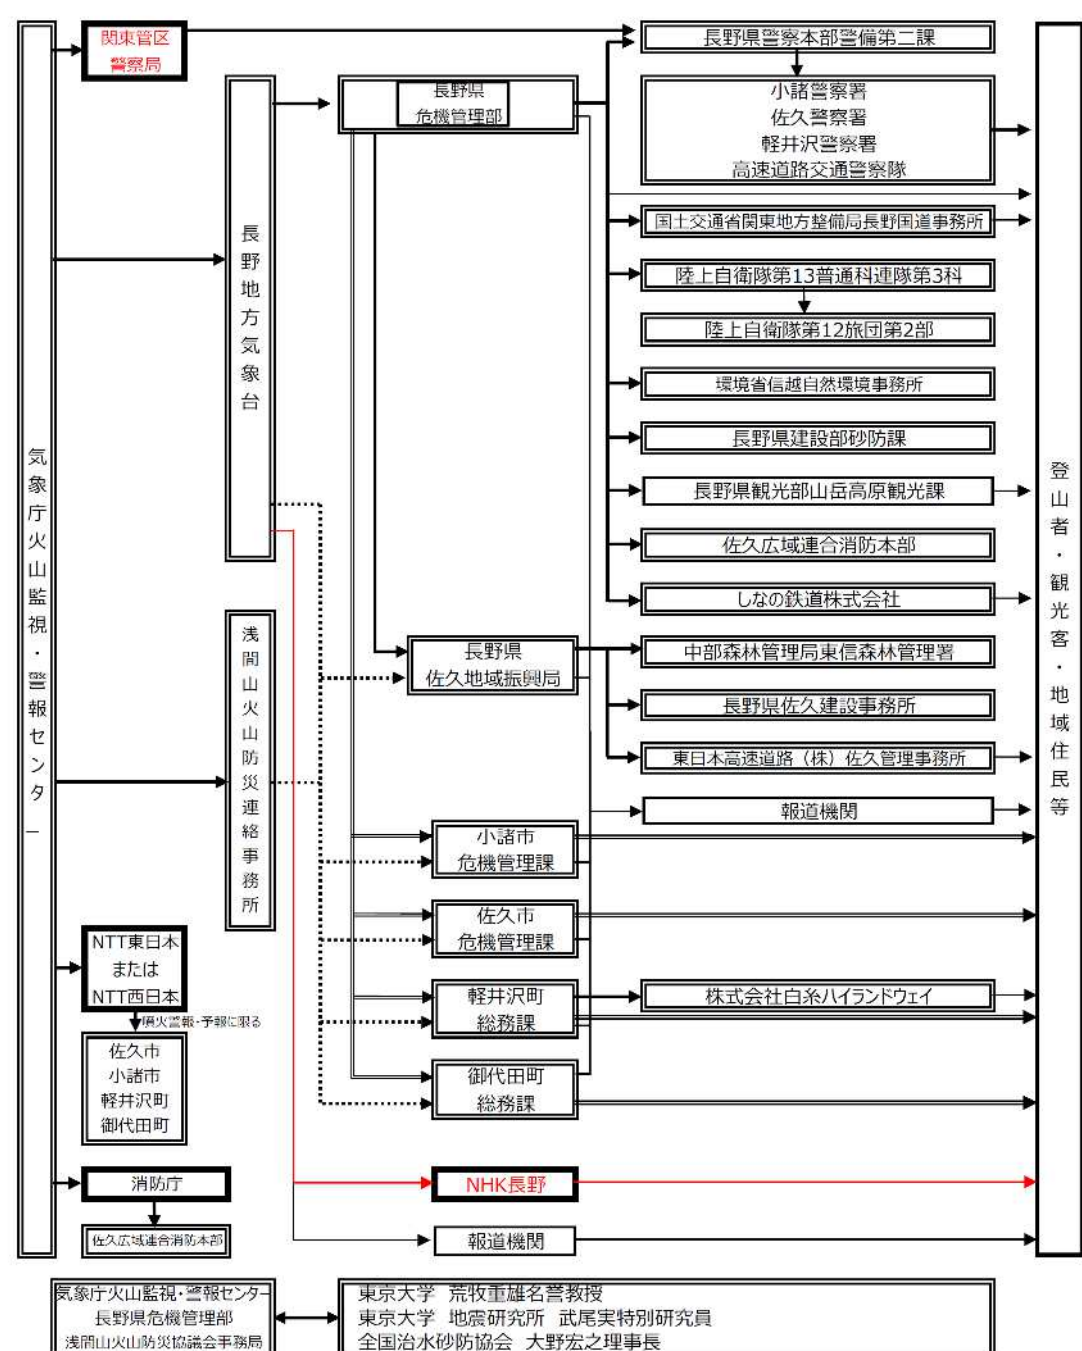 関東管区
警察局
長野県警察本部警備第二課
長野県
危機管理部
小諸警察署
佐久警察署
軽井沢警察署
高速道路交通警察隊
国土交通省関東地方整備局長野国道事務所
陸上自衛隊第13普通科連隊第3科
陸上自衛隊第12旅団第2部
環境省信越自然環境事務所
長野県建設部砂防課
長野県観光部山岳高原観光課
佐久広域連合消防本部
しなの鉄道株式会社
長野地方気象台
気象庁火山監視・警報センター
浅間山火山防災連絡事務所
登山者・観光客・地域住民等
長野県
佐久地域振興局
中部森林管理局東信森林管理署
長野県佐久建設事務所
東日本高速道路（株）佐久管理事務所
報道機関
小諸市
危機管理課
佐久市
危機管理課
軽井沢町
総務課
株式会社白糸ハイランドウェイ
御代田町
総務課
NTT東日本
または
NTT西日本
噴火警報・予報に限る
佐久市
小諸市
軽井沢町
御代田町
消防庁
佐久広域連合消防本部
NHK長野
報道機関
気象庁火山監視・警報センター
長野県危機管理部
浅間山火山防災協議会事務局
東京大学 荒牧重雄名誉教授
東京大学 地震研究所 武尾実特別研究員
全国治水砂防協会 大野宏之理事長